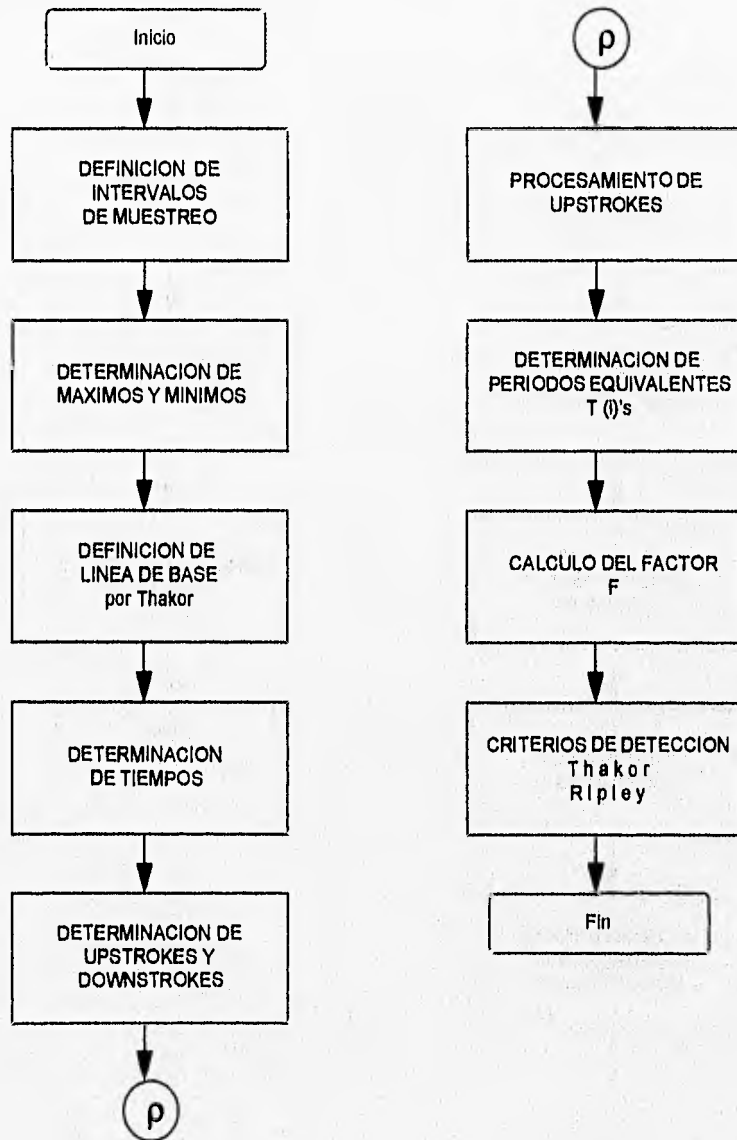 Inicio
DEFINICION DE
INTERVALOS
DE MUESTREO
DETERMINACION DE
MAXIMOS Y MINIMOS
DEFINICION DE
LINEA DE BASE
por Thakor
DETERMINACION
DE TIEMPOS
DETERMINACION DE
UPSTROKES Y
DOWNSTROKES
ρ
ρ
PROCESAMIENTO DE
UPSTROKES
DETERMINACION DE
PERIODOS EQUIVALENTES
T (i)'s
CALCULO DEL FACTOR
F
CRITERIOS DE DETECCION
Thakor
Ripley
Fin